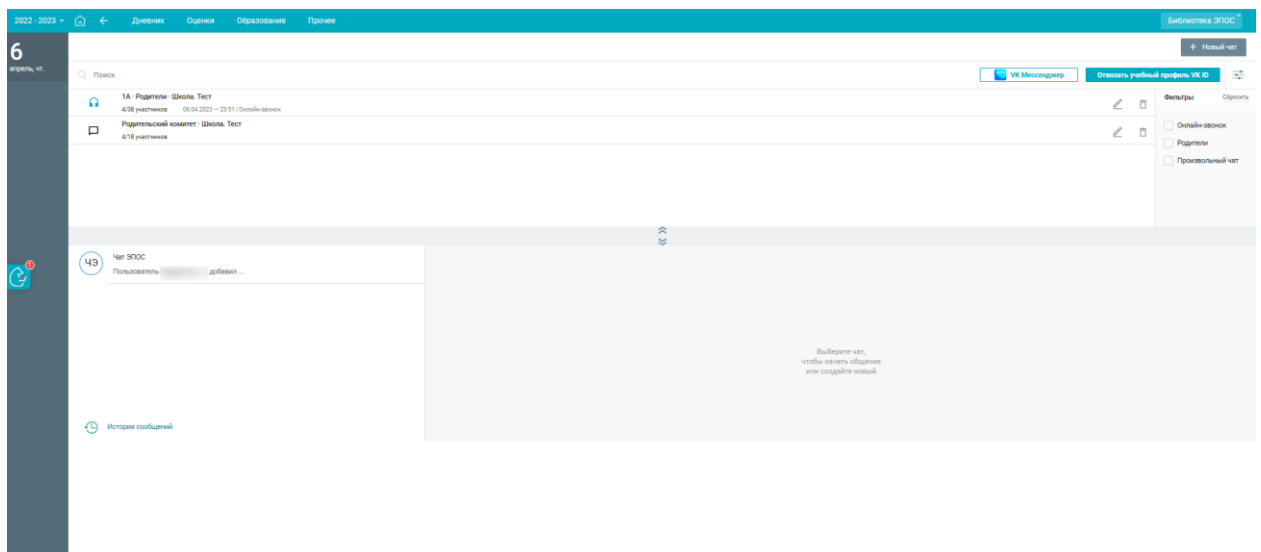 2022 - 2023
Дневник Оценки Образование Прочее
Библиотека ЭПОС
6
апрель, чт.
+ Новый чат
Поиск
VK Мессенджер
Отвязать учебный профиль VK ID
1А · Родители · Школа. Тест
4/38 участников 06.04.2023 – 23:51 | Онлайн-звонок
Родительский комитет · Школа. Тест
4/18 участников
Фильтры Сбросить
Онлайн-звонок
Родители
Произвольный чат
ЧЭ
Чат ЭПОС
Пользователь добавил ...
1
Выберите чат,
чтобы начать общение
или создайте новый
История сообщений